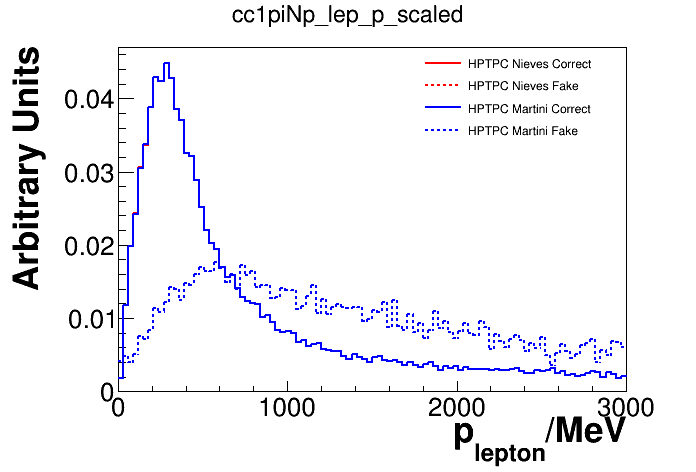 cc1piNp_lep_p_scaled
Arbitrary Units
HPTPC Nieves Correct
HPTPC Nieves Fake
HPTPC Martini Correct
HPTPC Martini Fake
0.04
0.03
0.02
0.01
0
0 1000 2000 3000
p_lepton/MeV